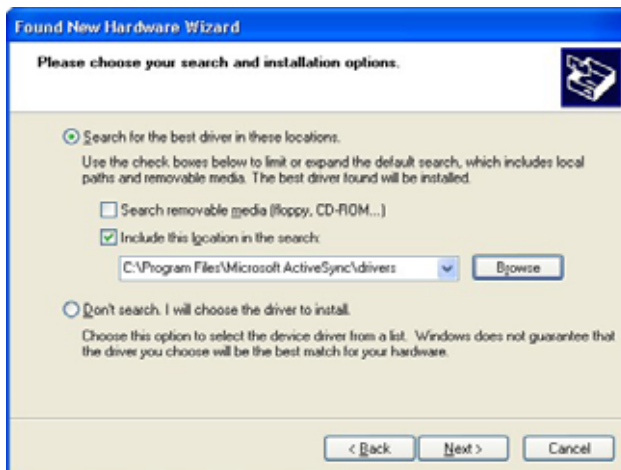 Found New Hardware Wizard
Please choose your search and installation options.
Search for the best driver in these locations.
Use the check boxes below to limit or expand the default search, which includes local
paths and removable media. The best driver found will be installed.
Search removable media (floppy, CD-ROM...)
Include this location in the search:
C:\Program Files\Microsoft ActiveSync\drivers
Browse
Don't search. I will choose the driver to install.
Choose this option to select the device driver from a list. Windows does not guarantee that
the driver you choose will be the best match for your hardware.
< Back
Next >
Cancel